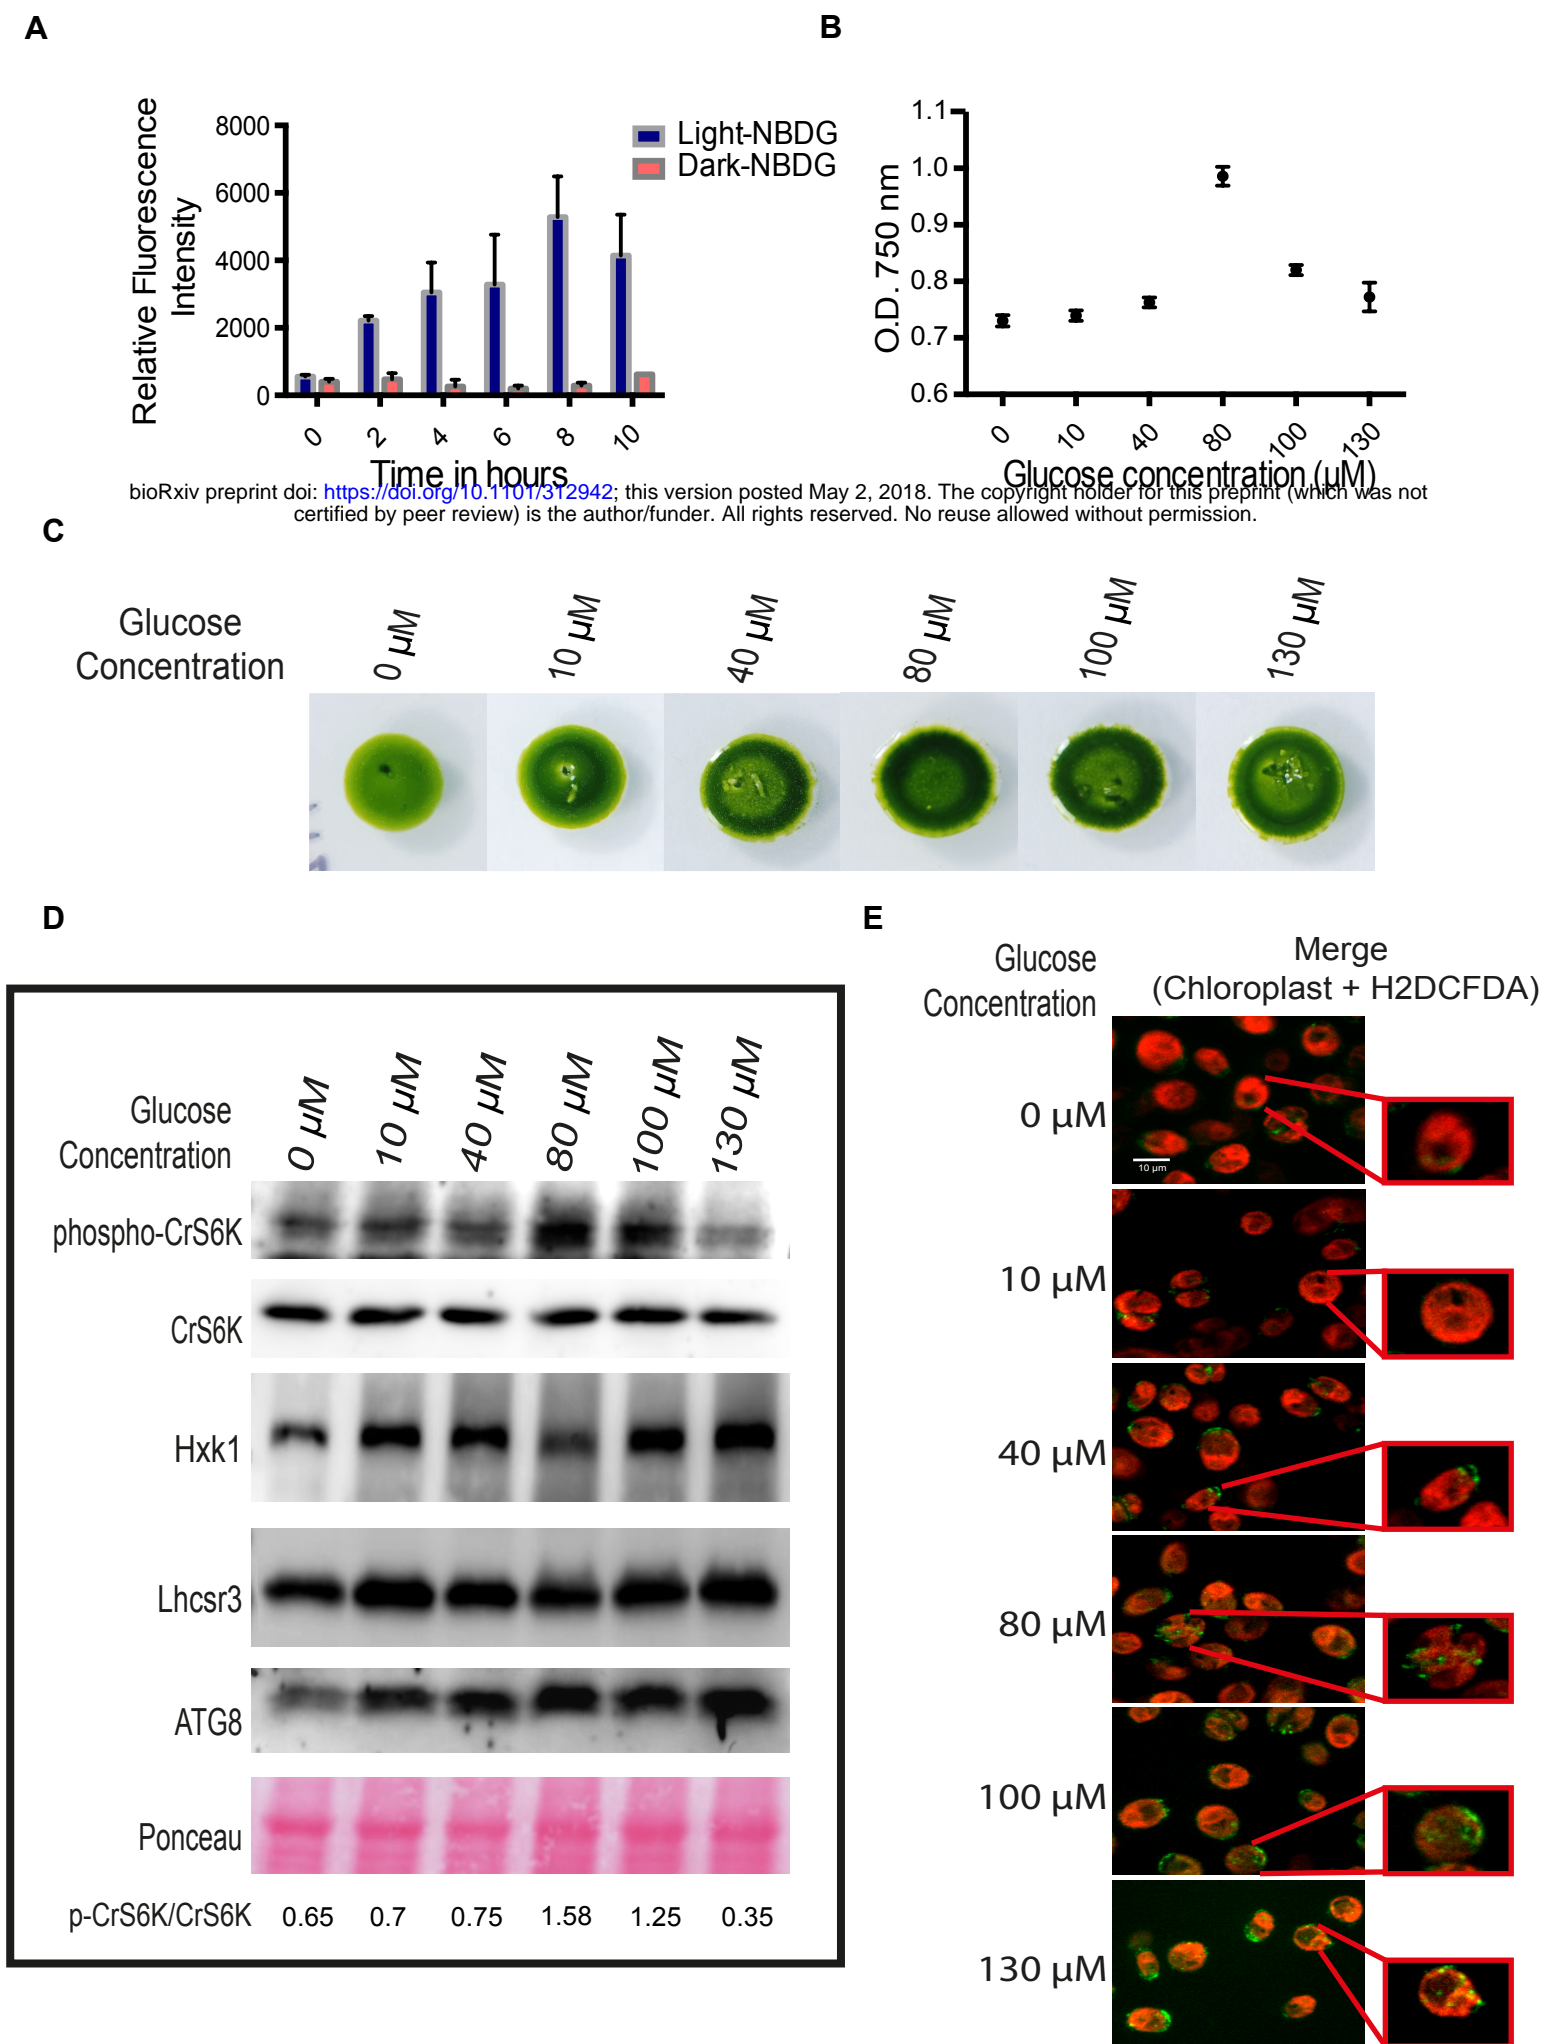 A
B
Relative Fluorescence
Intensity
8000
6000
4000
2000
0
Light-NBDG
Dark-NBDG
0 2 4 6 8 10
Time in hours
O.D. 750 nm
1.1
1.0
0.9
0.8
0.7
0.6
0 10 40 80 100 130
Glucose concentration (µM)
bioRxiv preprint doi: https://doi.org/10.1101/312942; this version posted May 2, 2018. The copyright holder for this preprint (which was not
certified by peer review) is the author/funder. All rights reserved. No reuse allowed without permission.
C
Glucose
Concentration
0 µM 10 µM 40 µM 80 µM 100 µM 130 µM
D
Glucose
Concentration
0 µM 10 µM 40 µM 80 µM 100 µM 130 µM
phospho-CrS6K
CrS6K
Hxk1
Lhcsr3
ATG8
Ponceau
p-CrS6K/CrS6K 0.65 0.7 0.75 1.58 1.25 0.35
E
Glucose
Concentration
Merge
(Chloroplast + H2DCFDA)
0 µM
10 µm
10 µM
40 µM
80 µM
100 µM
130 µM